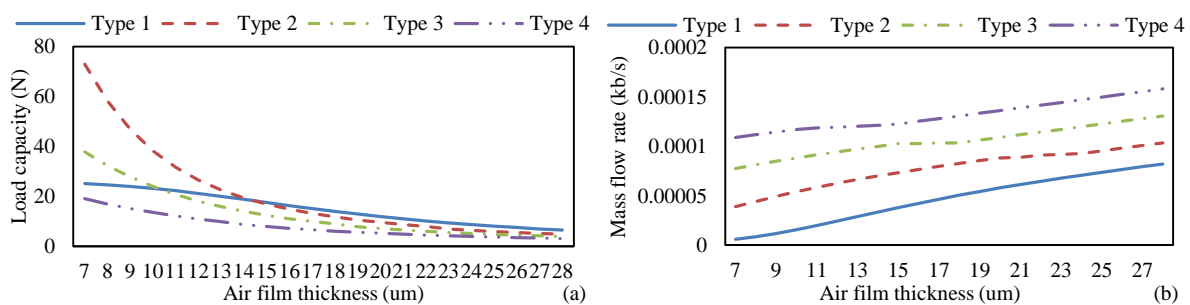 Type 1 Type 2 Type 3 Type 4
80
60
40
20
0
Load capacity (N)
7 8 9 10 11 12 13 14 15 16 17 18 19 20 21 22 23 24 25 26 27 28
Air film thickness (um)
(a)
Type 1 Type 2 Type 3 Type 4
0.0002
0.00015
0.0001
0.00005
0
Mass flow rate (kb/s)
7 9 11 13 15 17 19 21 23 25 27
Air film thickness (um)
(b)